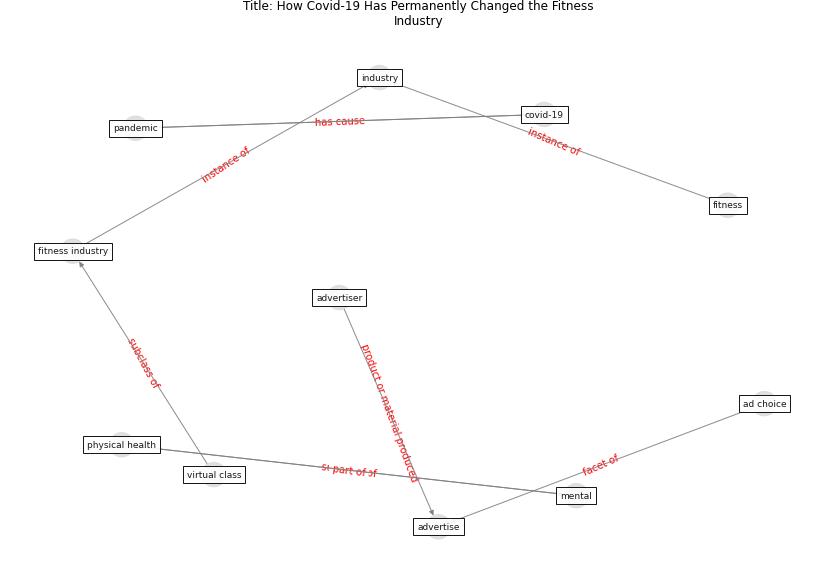 Title: How Covid-19 Has Permanently Changed the Fitness
Industry
industry
covid-19
pandemic
has cause
instance of
instance of
fitness
fitness industry
advertiser
subclass of
product or material produced
ad choice
physical health
part of
facet of
virtual class
mental
advertise